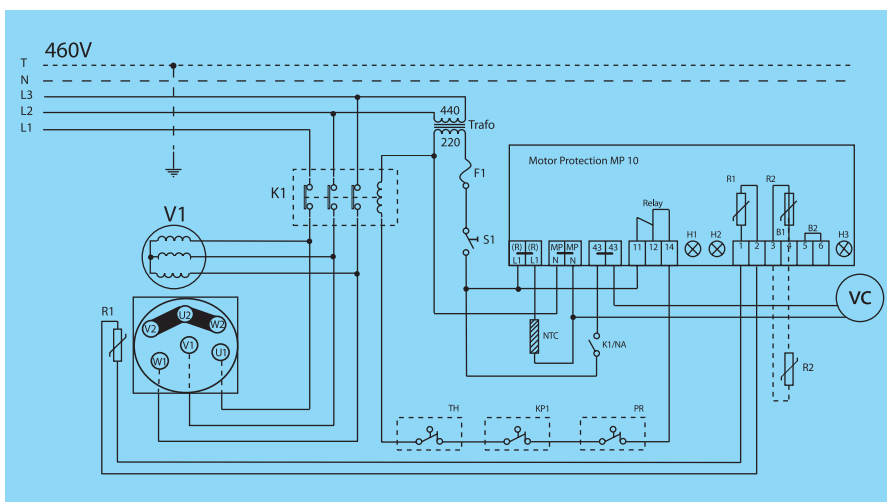 460V
T
N
L3
L2
L1
440
Trafo
220
F1
K1
S1
Motor Protection MP 10
R1
R2
Relay
B1
B2
H1
H2
H3
(R) (R)
L1 L1
MP MP
N N
43 43
11 12 14
1 2 3 4 5 6
V1
VC
NTC
K1/NA
R2
R1
V2
U2
W2
V1
U1
W1
TH
KP1
PR